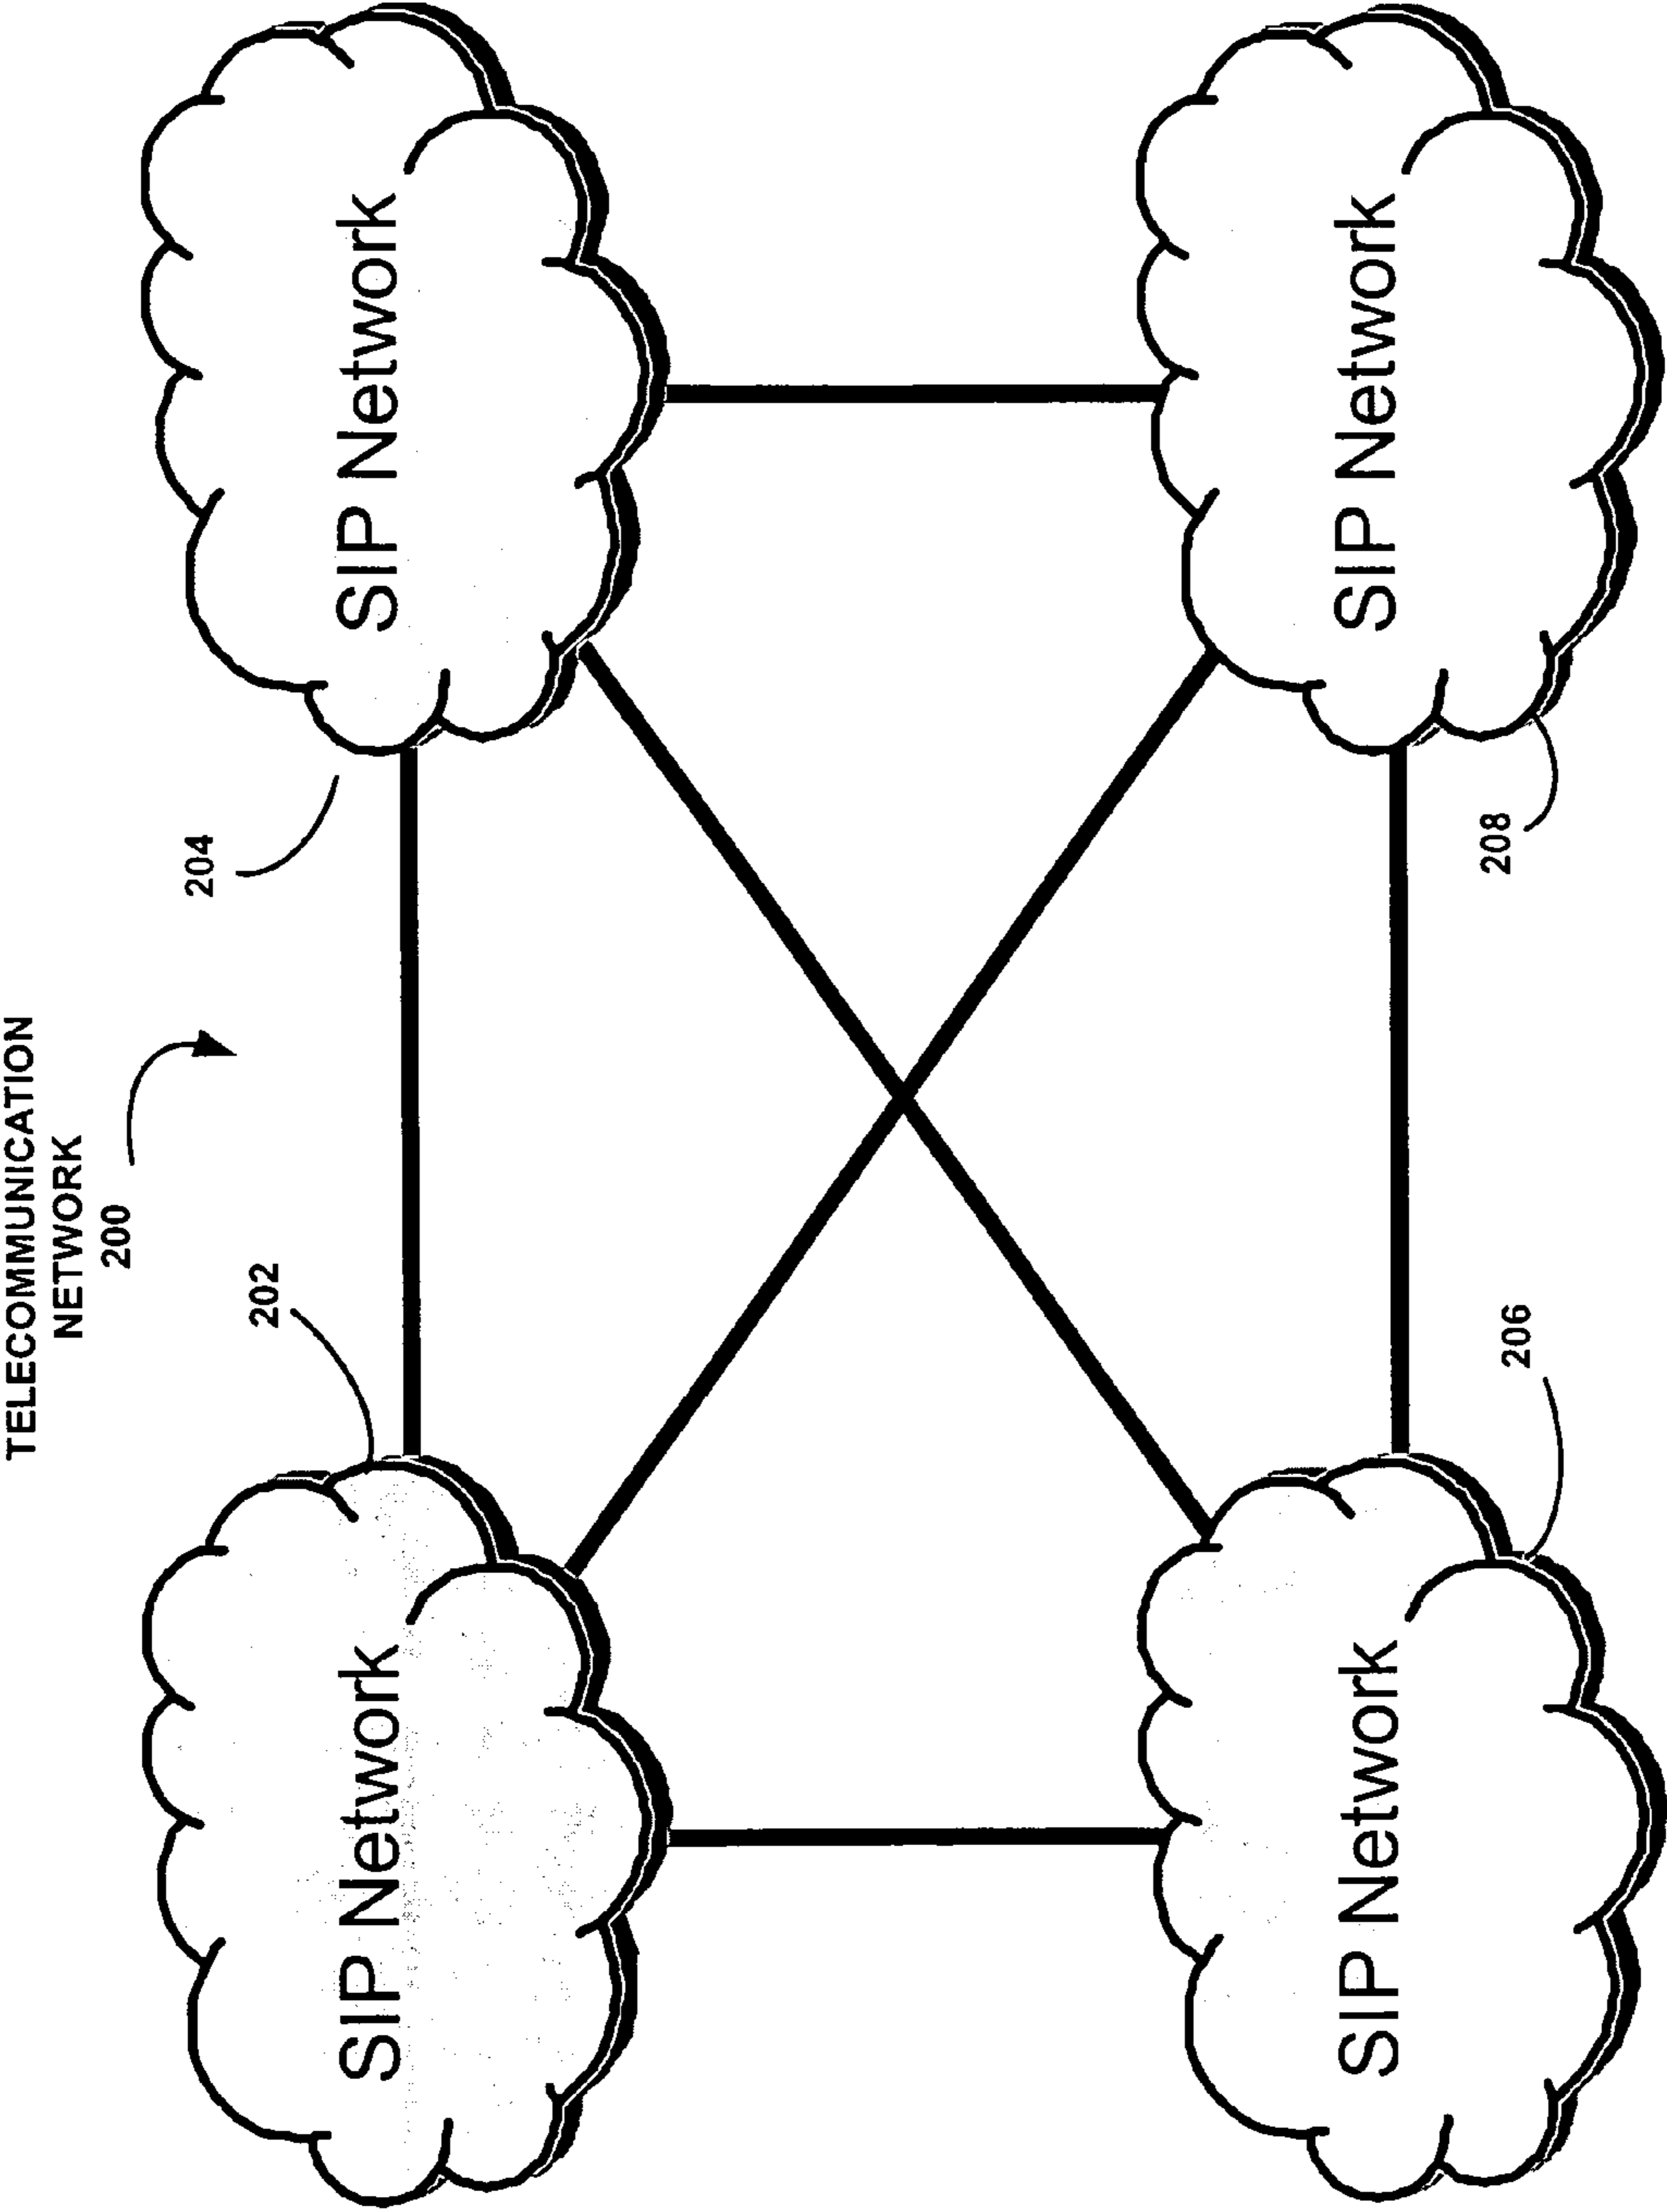 TELECOMMUNICATION
NETWORK
200
202
204
SIP Network
SIP Network
206
208
SIP Network
SIP Network